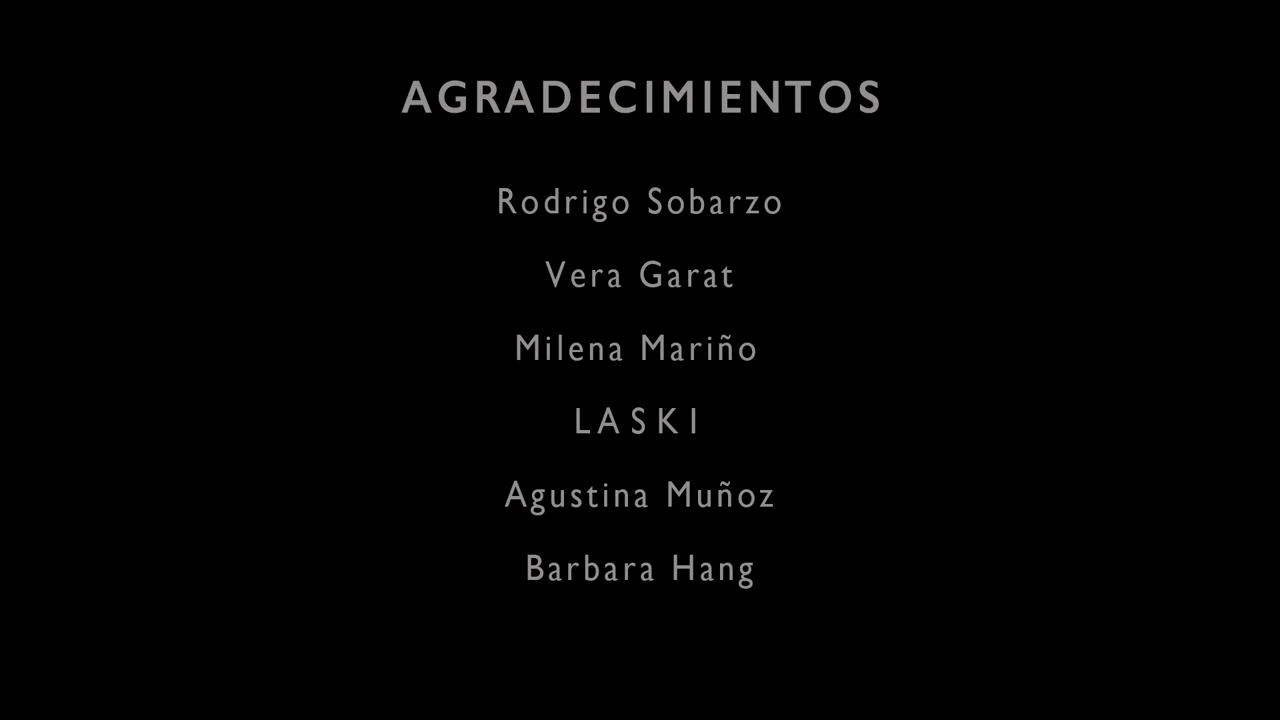 AGRADECIMIENTOS
Rodrigo Sobarzo
Vera Garat
Milena Mariño
LASKI
Agustina Muñoz
Barbara Hang